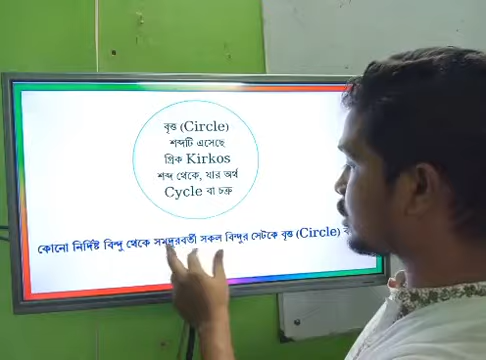 বৃত্ত (Circle)
শব্দটি এসেছে
গ্রিক Kirkos
শব্দ থেকে, যার অর্থ
Cycle বা চক্র
কোনো নির্দিষ্ট বিন্দু থেকে সমদূরবর্তী সকল বিন্দুর সেটকে বৃত্ত (Circle)